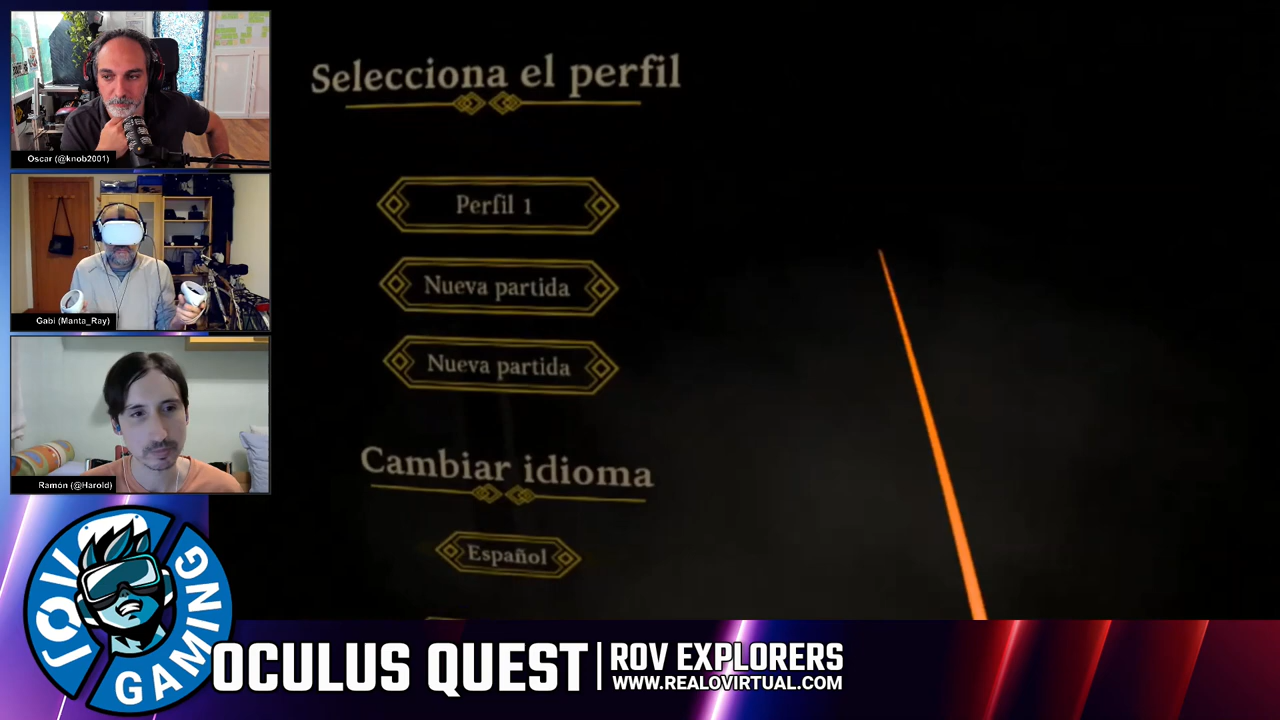 Oscar (@knob2001)
Gabi (Manta_Ray)
Ramón (@Harold)
Selecciona el perfil
Perfil 1
Nueva partida
Nueva partida
Cambiar idioma
Español
ROV
GAMING
OCULUS QUEST
ROV EXPLORERS
WWW.REALOVIRTUAL.COM